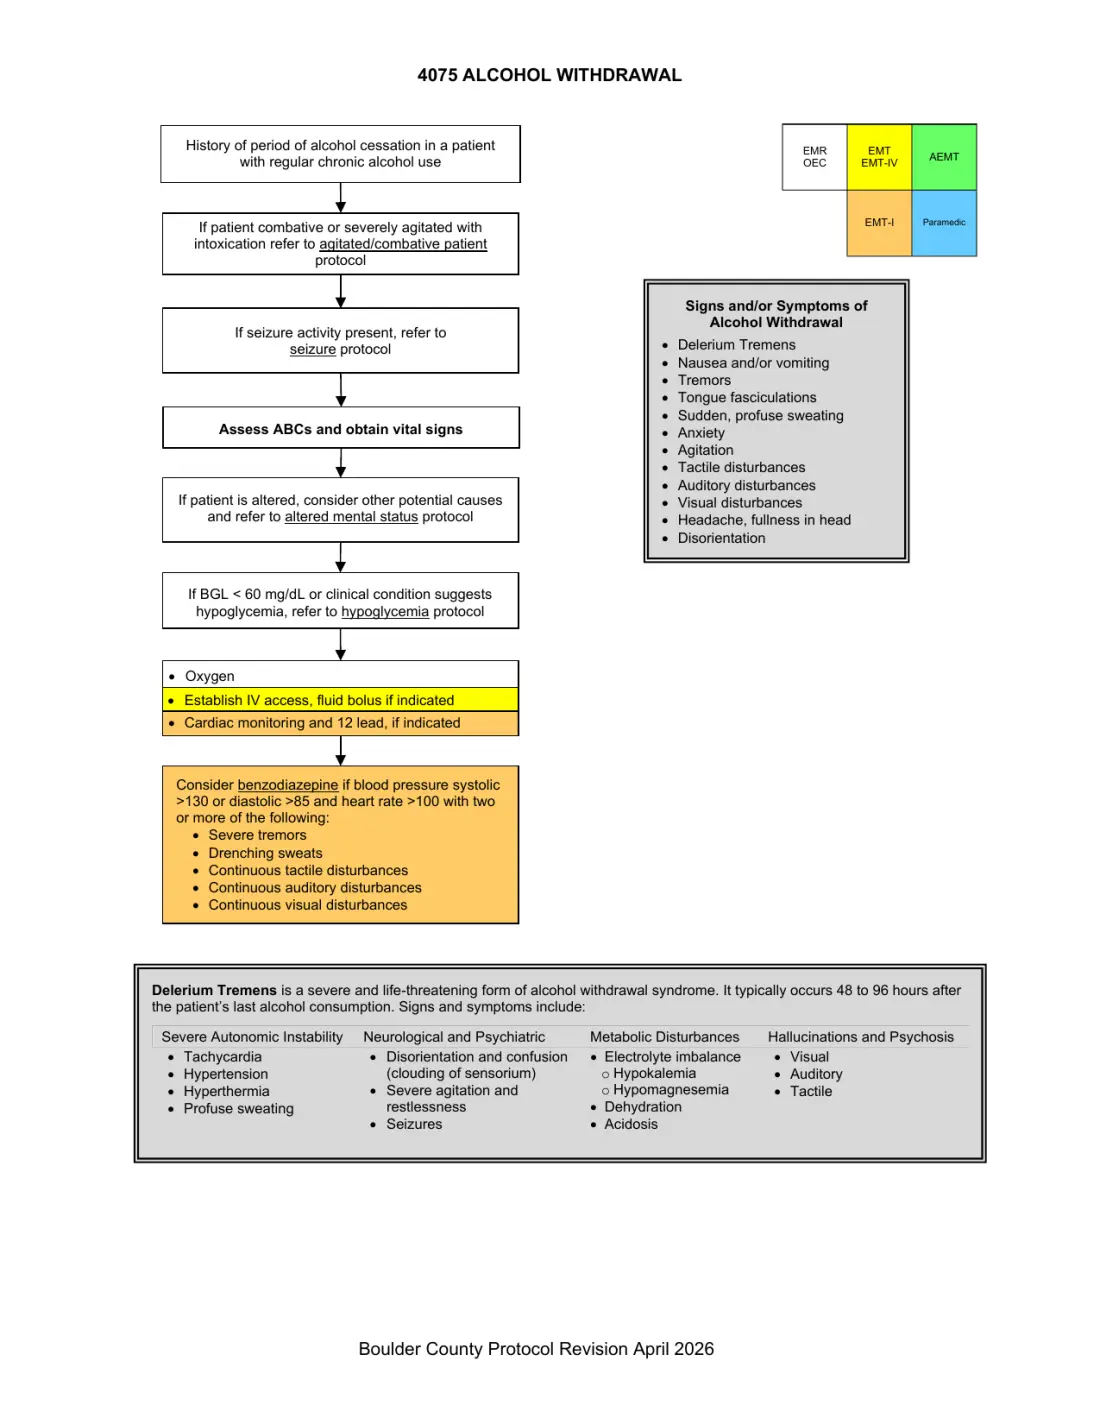 4075 ALCOHOL WITHDRAWAL
History of period of alcohol cessation in a patient
with regular chronic alcohol use
If patient combative or severely agitated with
intoxication refer to agitated/combative patient
protocol
If seizure activity present, refer to
seizure protocol
Assess ABCs and obtain vital signs
If patient is altered, consider other potential causes
and refer to altered mental status protocol
If BGL < 60 mg/dL or clinical condition suggests
hypoglycemia, refer to hypoglycemia protocol
• Oxygen
• Establish IV access, fluid bolus if indicated
• Cardiac monitoring and 12 lead, if indicated
Consider benzodiazepine if blood pressure systolic
>130 or diastolic >85 and heart rate >100 with two
or more of the following:
• Severe tremors
• Drenching sweats
• Continuous tactile disturbances
• Continuous auditory disturbances
• Continuous visual disturbances
EMR
OEC
EMT
EMT-IV
AEMT
EMT-I
Paramedic
Signs and/or Symptoms of
Alcohol Withdrawal
• Delerium Tremens
• Nausea and/or vomiting
• Tremors
• Tongue fasciculations
• Sudden, profuse sweating
• Anxiety
• Agitation
• Tactile disturbances
• Auditory disturbances
• Visual disturbances
• Headache, fullness in head
• Disorientation
Delerium Tremens is a severe and life-threatening form of alcohol withdrawal syndrome. It typically occurs 48 to 96 hours after
the patient’s last alcohol consumption. Signs and symptoms include:
Severe Autonomic Instability
• Tachycardia
• Hypertension
• Hyperthermia
• Profuse sweating
Neurological and Psychiatric
• Disorientation and confusion
(clouding of sensorium)
• Severe agitation and
restlessness
• Seizures
Metabolic Disturbances
• Electrolyte imbalance
o Hypokalemia
o Hypomagnesemia
• Dehydration
• Acidosis
Hallucinations and Psychosis
• Visual
• Auditory
• Tactile
Boulder County Protocol Revision April 2026